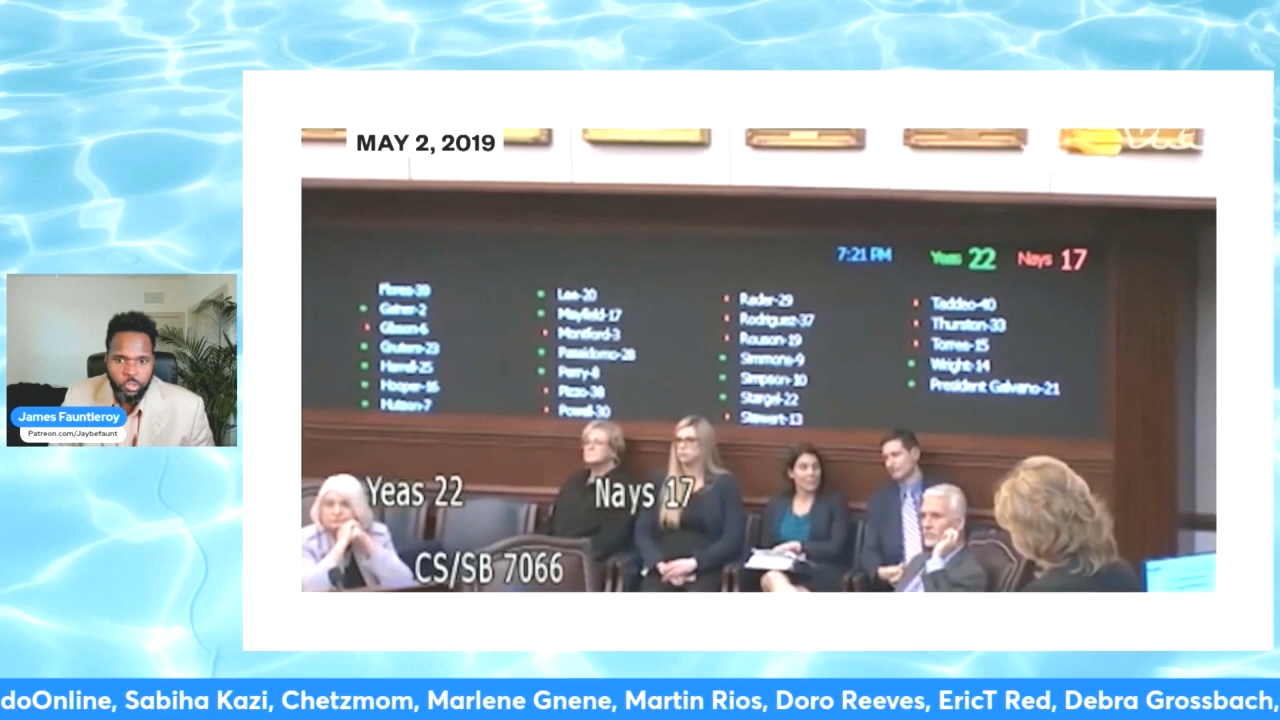 MAY 2, 2019
7:21 PM Yeas 22 Nays 17
Flores-39
Gainer-2
Gibson-6
Gruters-23
Harrell-25
Hooper-16
Hutson-7
Lee-20
Mayfield-17
Montford-3
Passidomo-28
Perry-8
Pizzo-38
Powell-30
Rader-29
Rodriguez-37
Rouson-19
Simmons-9
Simpson-10
Stargel-22
Stewart-13
Taddeo-40
Thurston-33
Torres-15
Wright-14
President Galvano-21
Yeas 22 Nays 17
CS/SB 7066
James Fauntleroy
Patreon.com/Jaybefaunt
doOnline, Sabiha Kazi, Chetzmom, Marlene Gnene, Martin Rios, Doro Reeves, EricT Red, Debra Grossbach,